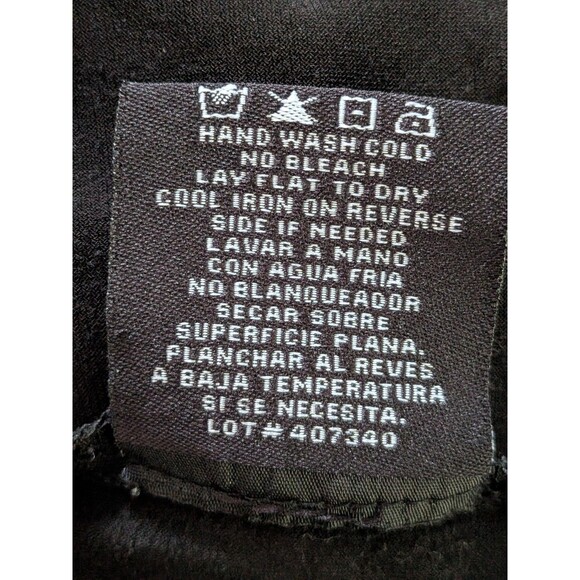 HAND WASH COLD
NO BLEACH
LAY FLAT TO DRY
COOL IRON ON REVERSE
SIDE IF NEEDED
LAVAR A MANO
CON AGUA FRIA
NO BLANQUEADOR
SECAR SOBRE
SUPERFICIE PLANA.
PLANCHAR AL REVES
A BAJA TEMPERATURA
SI SE NECESITA.
LOT#407340